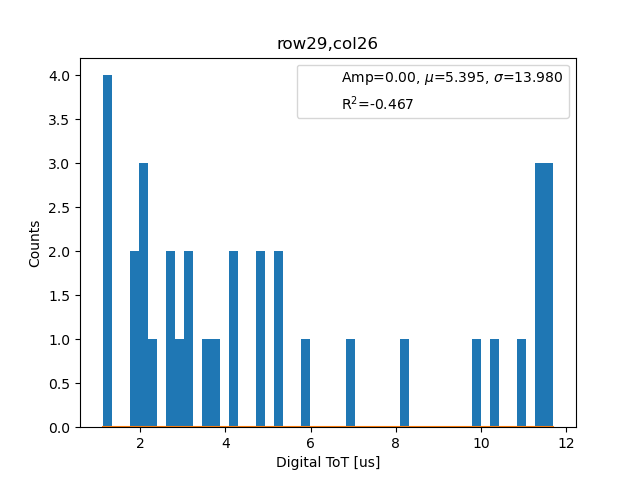 row29,col26
Amp=0.00, μ=5.395, σ=13.980
R²=-0.467
4.0
3.5
3.0
2.5
2.0
1.5
1.0
0.5
0.0
Counts
2 4 6 8 10 12
Digital ToT [us]